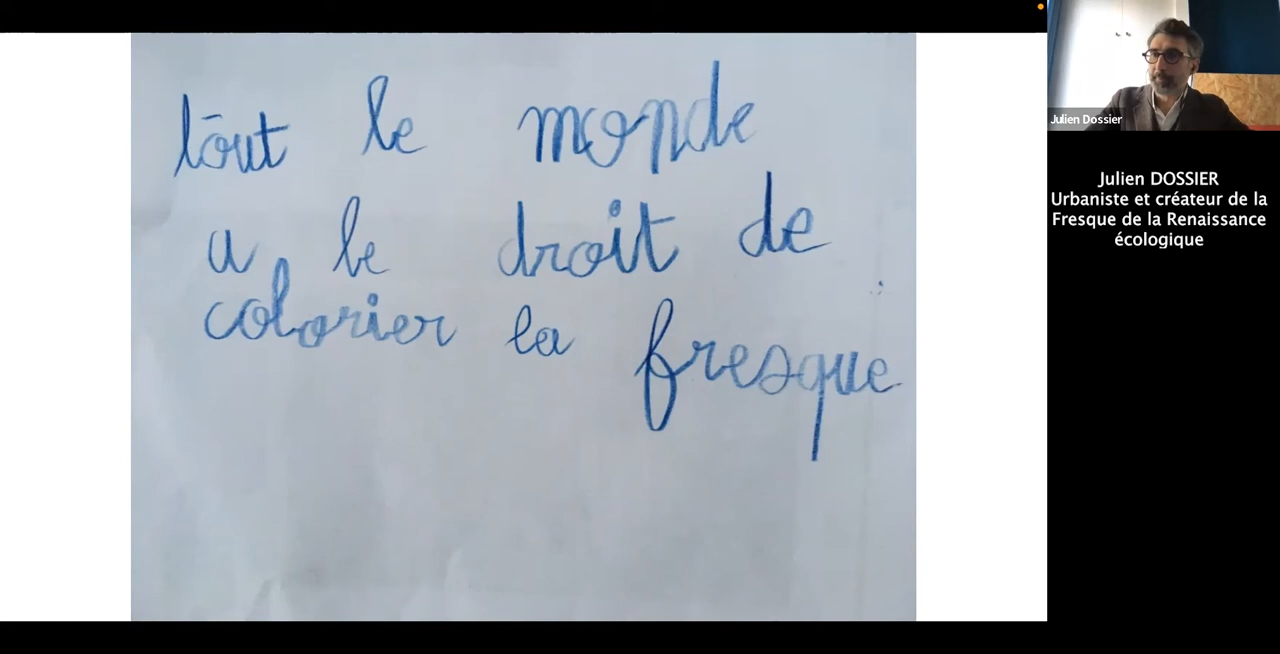 tout le monde
a le droit de
colorier la fresque
Julien Dossier
Julien DOSSIER
Urbaniste et créateur de la
Fresque de la Renaissance
écologique